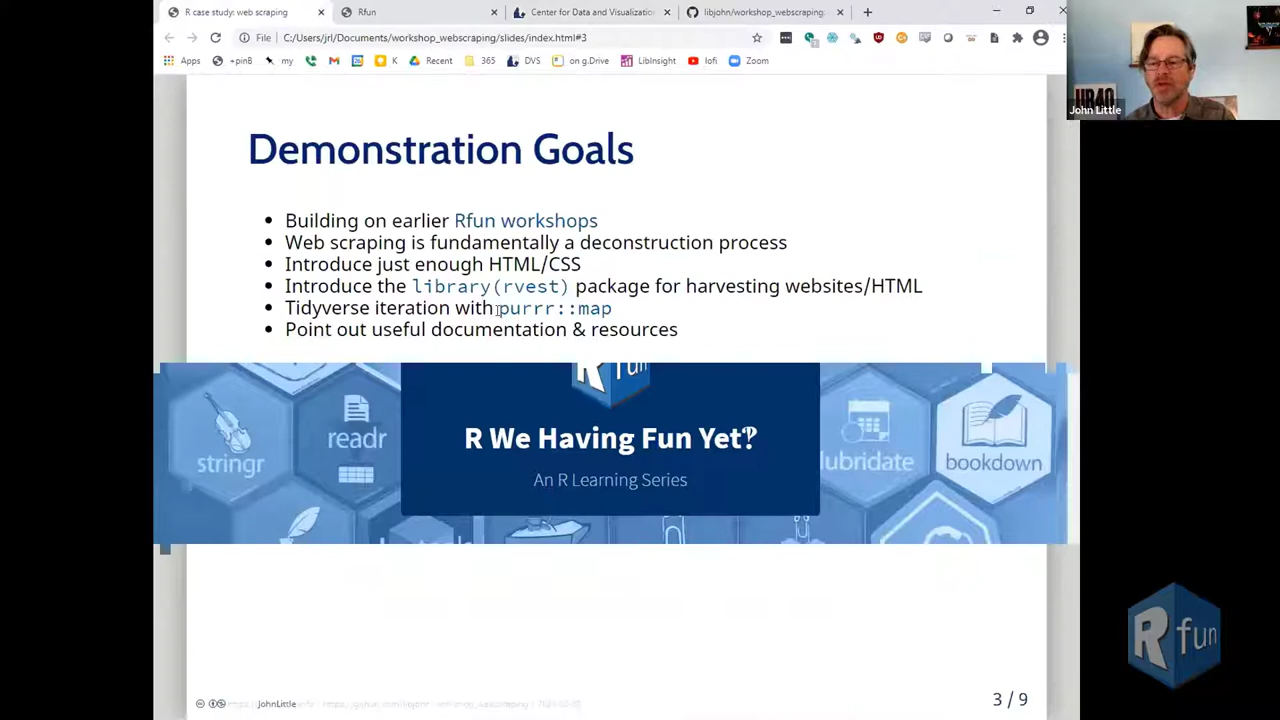 R case study: web scraping
Rfun
Center for Data and Visualization
libjohn/workshop_webscraping:
File
C:/Users/jrl/Documents/workshop_webscraping/slides/index.html#3
Apps
+pinB
my
K
Recent
365
DVS
on g.Drive
LibInsight
lofi
Zoom
UB40
John Little
Demonstration Goals
• Building on earlier Rfun workshops
• Web scraping is fundamentally a deconstruction process
• Introduce just enough HTML/CSS
• Introduce the library(rvest) package for harvesting websites/HTML
• Tidyverse iteration with purrr::map
• Point out useful documentation & resources
R fun
R We Having Fun Yet‽
An R Learning Series
stringr
readr
lubridate
bookdown
R fun
JohnLittle
3 / 9